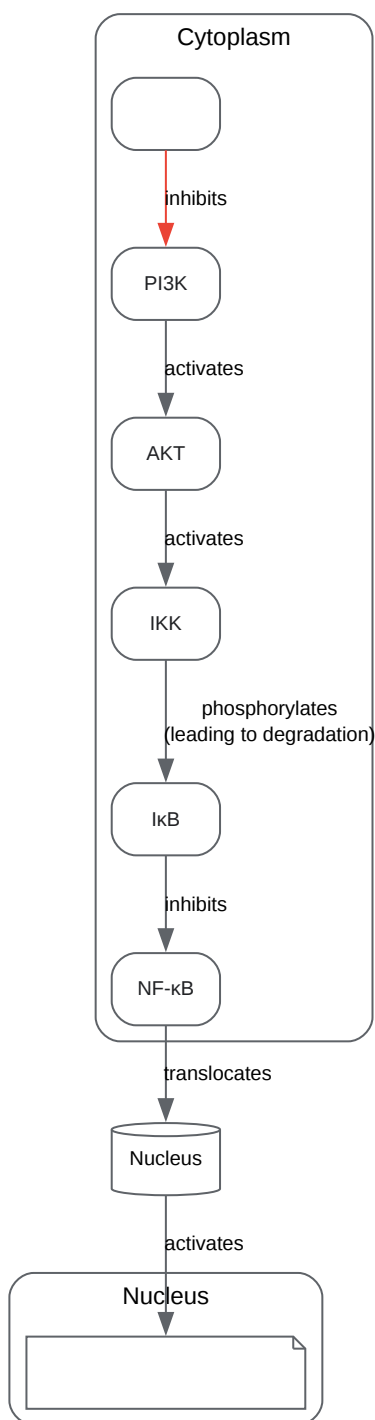 Cytoplasm
inhibits
PI3K
activates
AKT
activates
IKK
phosphorylates
(leading to degradation)
IκB
inhibits
NF-κB
translocates
Nucleus
activates
Nucleus